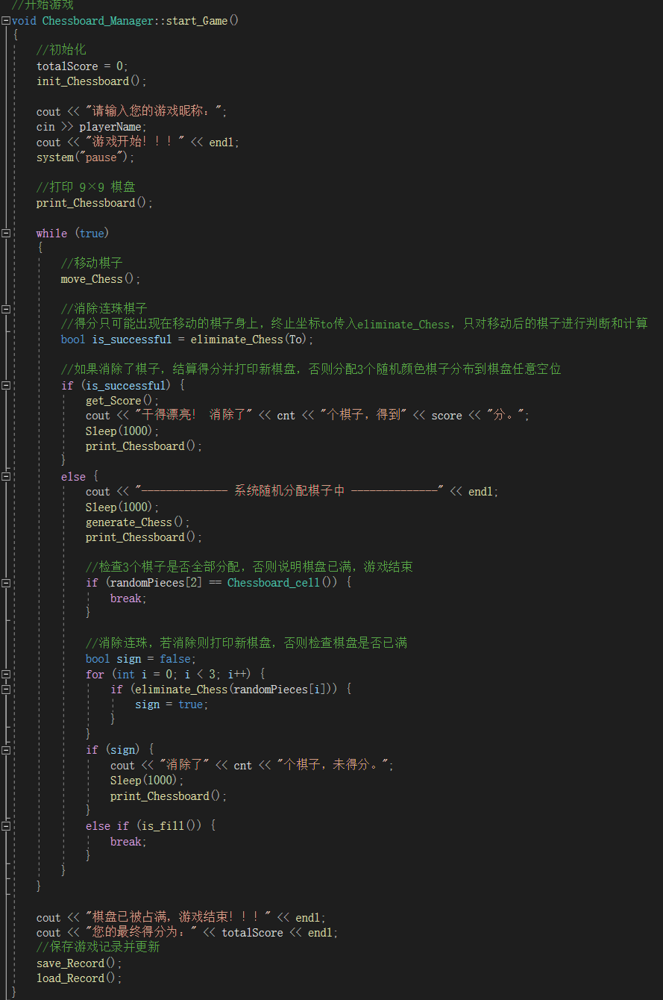 //开始游戏
void Chessboard_Manager::start_Game()
{
//初始化
totalScore = 0;
init_Chessboard();
cout << "请输入您的游戏昵称：";
cin >> playerName;
cout << "游戏开始！！！" << endl;
system("pause");
//打印 9×9 棋盘
print_Chessboard();
while (true)
{
//移动棋子
move_Chess();
//消除连珠棋子
//得分只可能出现在移动的棋子身上，终止坐标to传入eliminate_Chess，只对移动后的棋子进行判断和计算
bool is_successful = eliminate_Chess(To);
//如果消除了棋子，结算得分并打印新棋盘，否则分配3个随机颜色棋子分布到棋盘任意空位
if (is_successful) {
get_Score();
cout << "干得漂亮！ 消除了" << cnt << "个棋子，得到" << score << "分。";
Sleep(1000);
print_Chessboard();
}
else {
cout << "-------------- 系统随机分配棋子中 --------------" << endl;
Sleep(1000);
generate_Chess();
print_Chessboard();
//检查3个棋子是否全部分配，否则说明棋盘已满，游戏结束
if (randomPieces[2] == Chessboard_cell()) {
break;
}
//消除连珠，若消除则打印新棋盘，否则检查棋盘是否已满
bool sign = false;
for (int i = 0; i < 3; i++) {
if (eliminate_Chess(randomPieces[i])) {
sign = true;
}
}
if (sign) {
cout << "消除了" << cnt << "个棋子，未得分。";
Sleep(1000);
print_Chessboard();
}
else if (is_fill()) {
break;
}
}
}
cout << "棋盘已被占满，游戏结束！！！" << endl;
cout << "您的最终得分为：" << totalScore << endl;
//保存游戏记录并更新
save_Record();
load_Record();
}